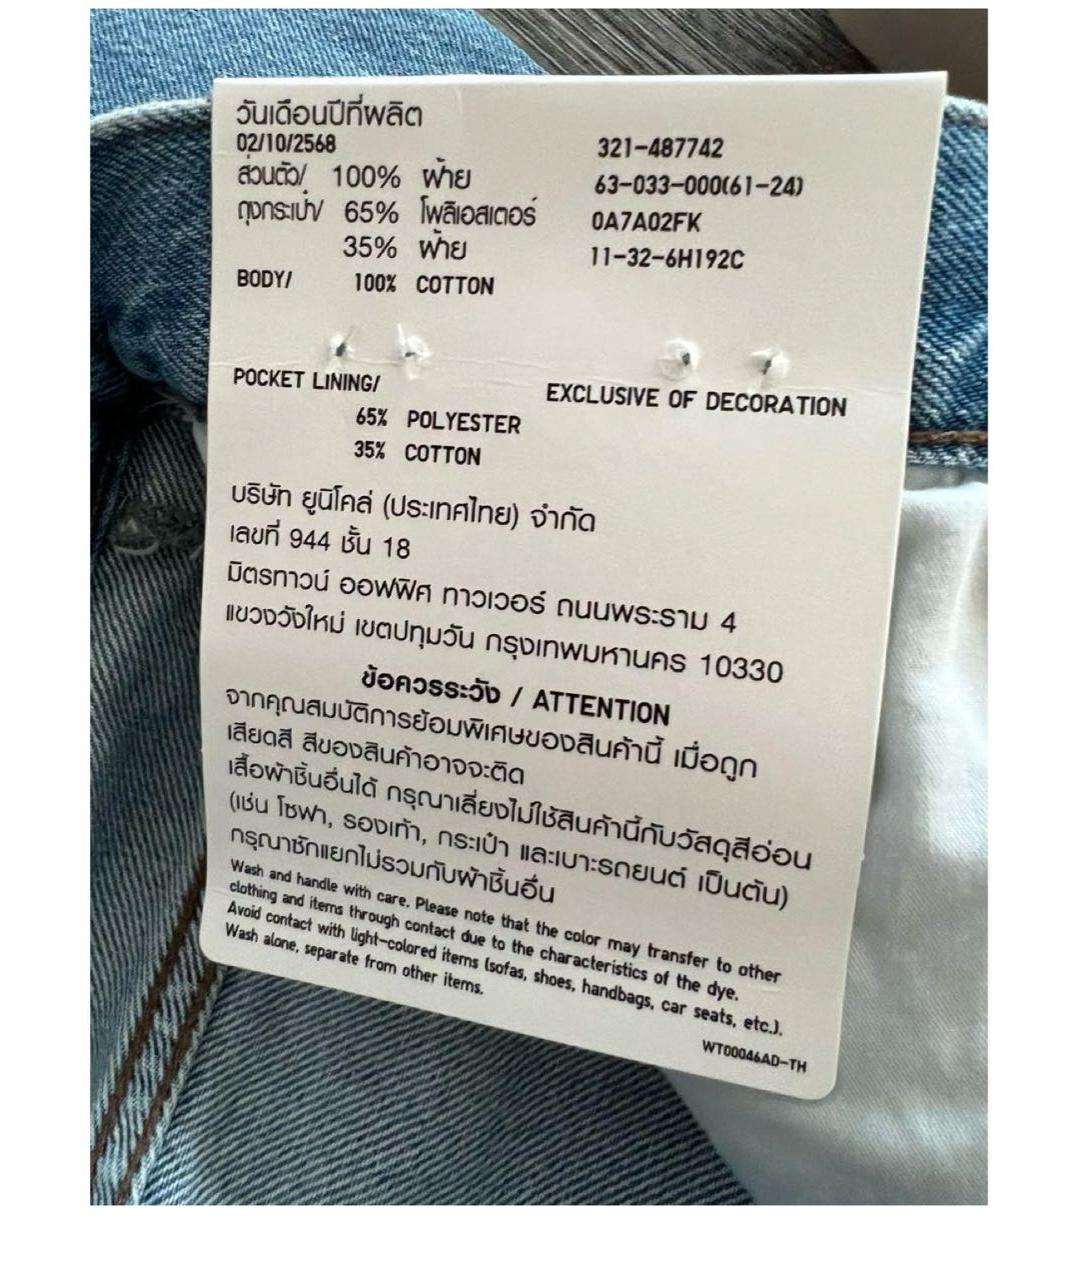 วันเดือนปีที่ผลิต
02/10/2568
ส่วนตัว/ 100% ฝ้าย
ถุงกระเป๋า/ 65% โพลิเอสเตอร์
35% ฝ้าย
BODY/ 100% COTTON
321-487742
63-033-000(61-24)
0A7A02FK
11-32-6H192C
POCKET LINING/
65% POLYESTER
35% COTTON
EXCLUSIVE OF DECORATION
บริษัท ยูนิโคล่ (ประเทศไทย) จำกัด
เลขที่ 944 ชั้น 18
มิตรทาวน์ ออฟฟิศ ทาวเวอร์ ถนนพระราม 4
แขวงวังใหม่ เขตปทุมวัน กรุงเทพมหานคร 10330
ข้อควรระวัง / ATTENTION
จากคุณสมบัติการย้อมพิเศษของสินค้านี้ เมื่อถูก
เสียดสี สีของสินค้าอาจจะติด
เสื้อผ้าชิ้นอื่นได้ กรุณาเลี่ยงไม่ใช้สินค้านี้กับวัสดุสีอ่อน
(เช่น โซฟา, รองเท้า, กระเป๋า และเบาะรถยนต์ เป็นต้น)
กรุณาซักแยกไม่รวมกับผ้าชิ้นอื่น
Wash and handle with care. Please note that the color may transfer to other
clothing and items through contact due to the characteristics of the dye.
Avoid contact with light-colored items (sofas, shoes, handbags, car seats, etc.).
Wash alone, separate from other items.
WT00046AD-TH